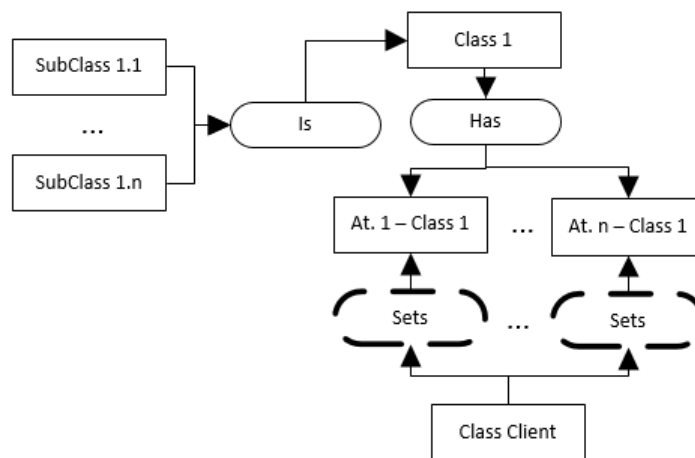 Class 1
SubClass 1.1
Is
Has
...
SubClass 1.n
At. 1 – Class 1
...
At. n – Class 1
Sets
...
Sets
Class Client